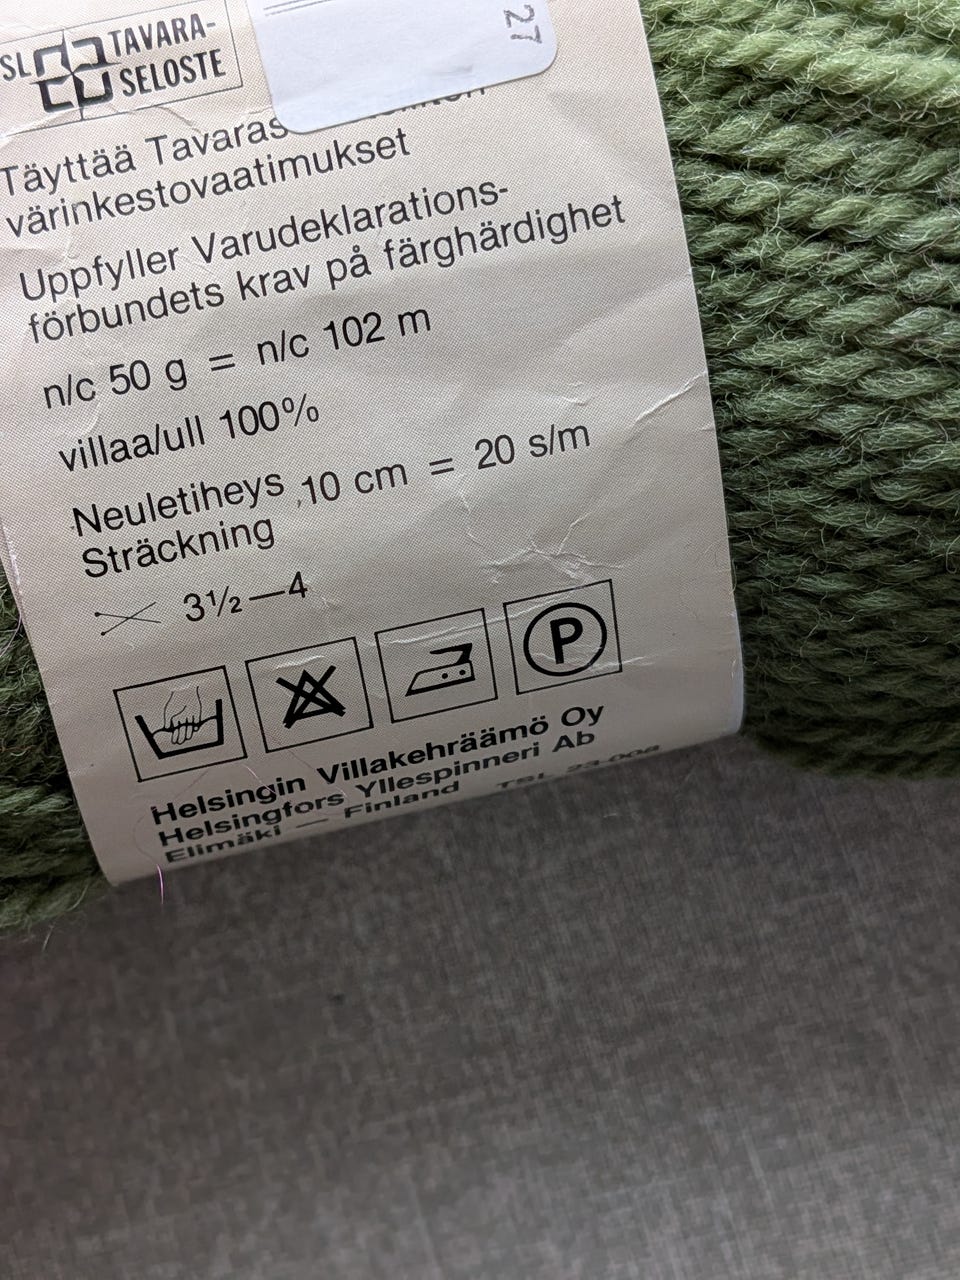 27
SL TAVARA-
SELOSTE
Täyttää
värinkestovaatimukset
Uppfyller Varudeklarations-
förbundets krav på färghärdighet
n/c 50 g = n/c 102 m
villaa/ull 100%
Neuletiheys 10 cm = 20 s/m
Sträckning
3½—4
P
Helsingin Villakehräämö Oy
Helsingfors Yllespinneri Ab
Elimäki — Finland TSL